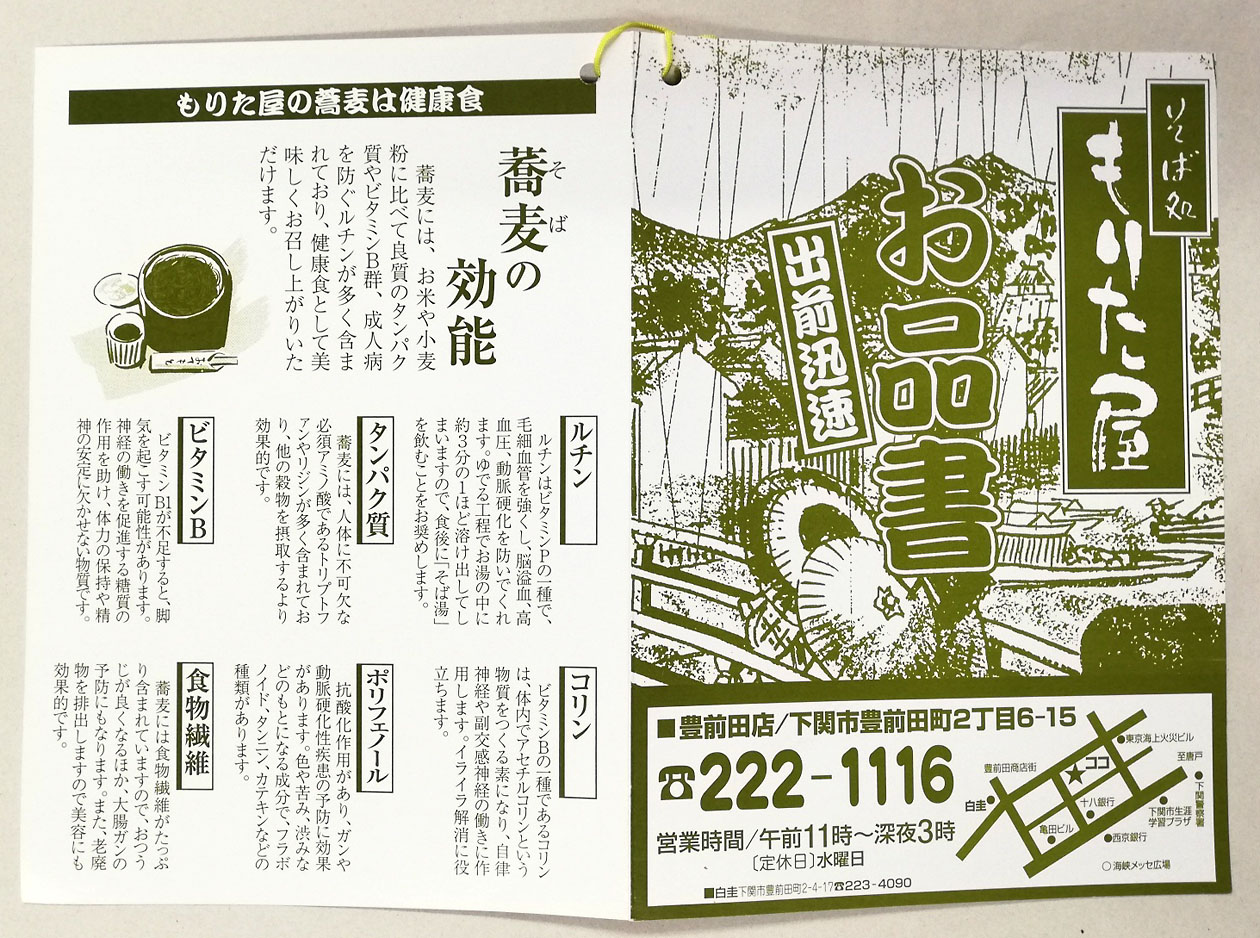 そば処
もりた屋
お品書
出前迅速
■豊前田店/下関市豊前田町2丁目6-15
☎222-1116
営業時間/午前11時〜深夜3時
〔定休日〕水曜日
■白圭下関市豊前田町2-4-17☎223-4090
東京海上火災ビル
至唐戸
豊前田商店街
ココ
白圭
十八銀行
下関警察署
下関市生涯
学習プラザ
亀田ビル
西京銀行
海峡メッセ広場
もりた屋の蕎麦は健康食
蕎麦の
そば
効能
蕎麦には、お米や小麦
粉に比べて良質のタンパク
質やビタミンB群、成人病
を防ぐルチンが多く含ま
れており、健康食として美
味しくお召し上がりいた
だけます。
ルチン
ルチンはビタミンPの一種で、
毛細血管を強くし、脳溢血、高
血圧、動脈硬化を防いでくれ
ます。ゆでる工程でお湯の中に
約3分の1ほど溶け出してし
まいますので、食後に「そば湯」
を飲むことをお奨めします。
タンパク質
蕎麦には、人体に不可欠な
必須アミノ酸であるトリプトフ
アンやリジンが多く含まれてお
り、他の穀物を摂取するより
効果的です。
ビタミンB
ビタミンB1が不足すると、脚
気を起こす可能性があります。
神経の働きを促進する糖質の
作用を助け、体力の保持や精
神の安定に欠かせない物質です。
コリン
ビタミンBの一種であるコリン
は、体内でアセチルコリンという
物質をつくる素になり、自律
神経や副交感神経の働きに作
用します。イライラ解消に役
立ちます。
ポリフェノール
抗酸化作用があり、ガンや
動脈硬化性疾患の予防に効果
があります。色や苦み、渋みな
どのもとになる成分で、フラボ
ノイド、タンニン、カテキンなどの
種類があります。
食物繊維
蕎麦には食物繊維がたっぷ
り含まれていますので、おつう
じが良くなるほか、大腸ガンの
予防にもなります。また、老廃
物を排出しますので美容にも
効果的です。